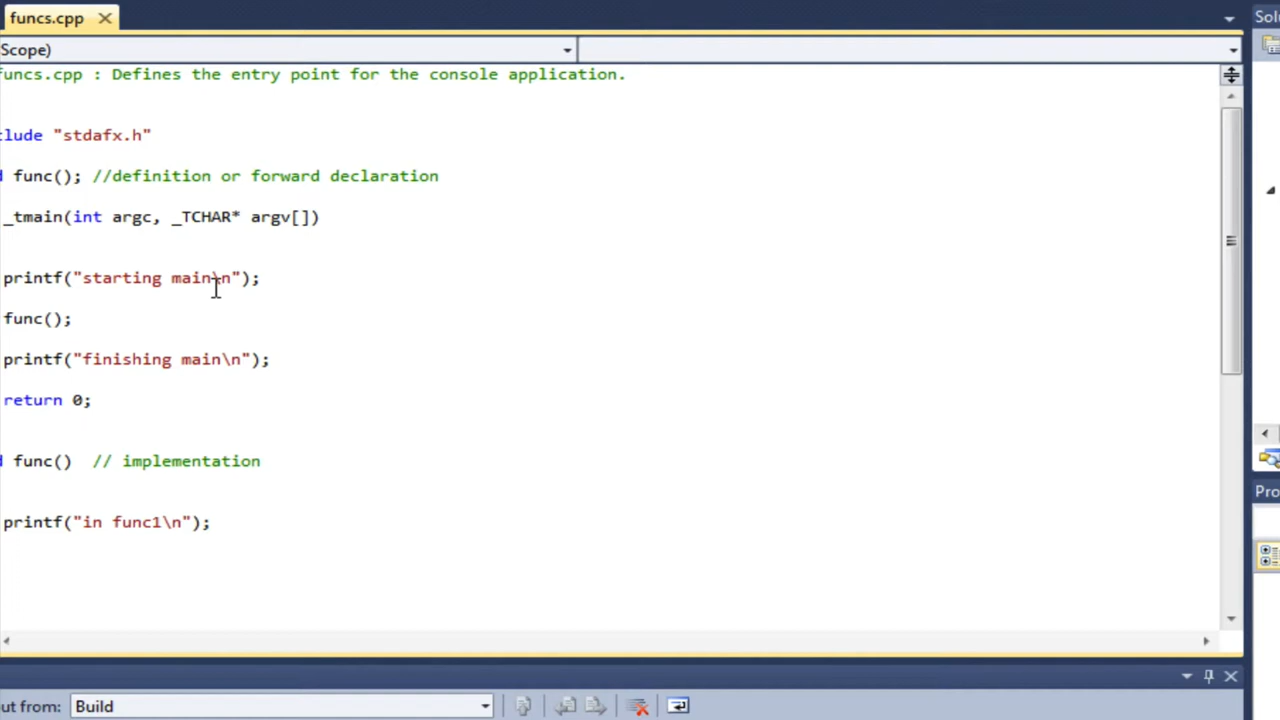 funcs.cpp
Scope)
funcs.cpp : Defines the entry point for the console application.
clude "stdafx.h"
d func(); //definition or forward declaration
_tmain(int argc, _TCHAR* argv[])
printf("starting main\n");
func();
printf("finishing main\n");
return 0;
d func()  // implementation
printf("in func1\n");
ut from:
Build
Sol
Pro